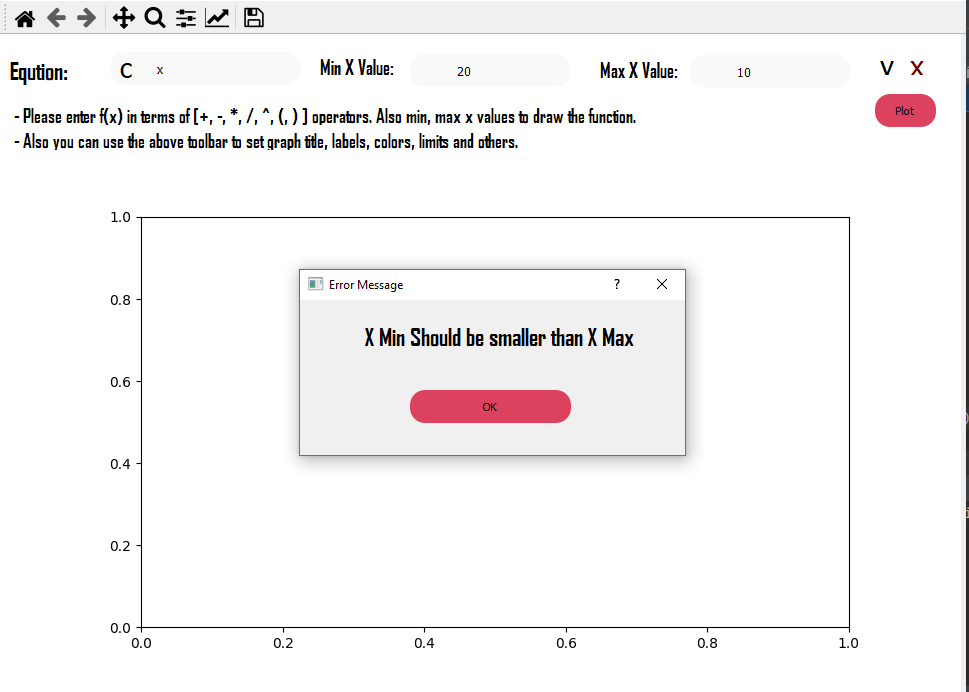 Eqution: C x Min X Value: 20 Max X Value: 10 V X
- Please enter f(x) in terms of [+, -, *, /, ^, (, ) ] operators. Also min, max x values to draw the function.
Plot
- Also you can use the above toolbar to set graph title, labels, colors, limits and others.
1.0
0.8
0.6
0.4
0.2
0.0
0.0 0.2 0.4 0.6 0.8 1.0
Error Message ?
X Min Should be smaller than X Max
OK